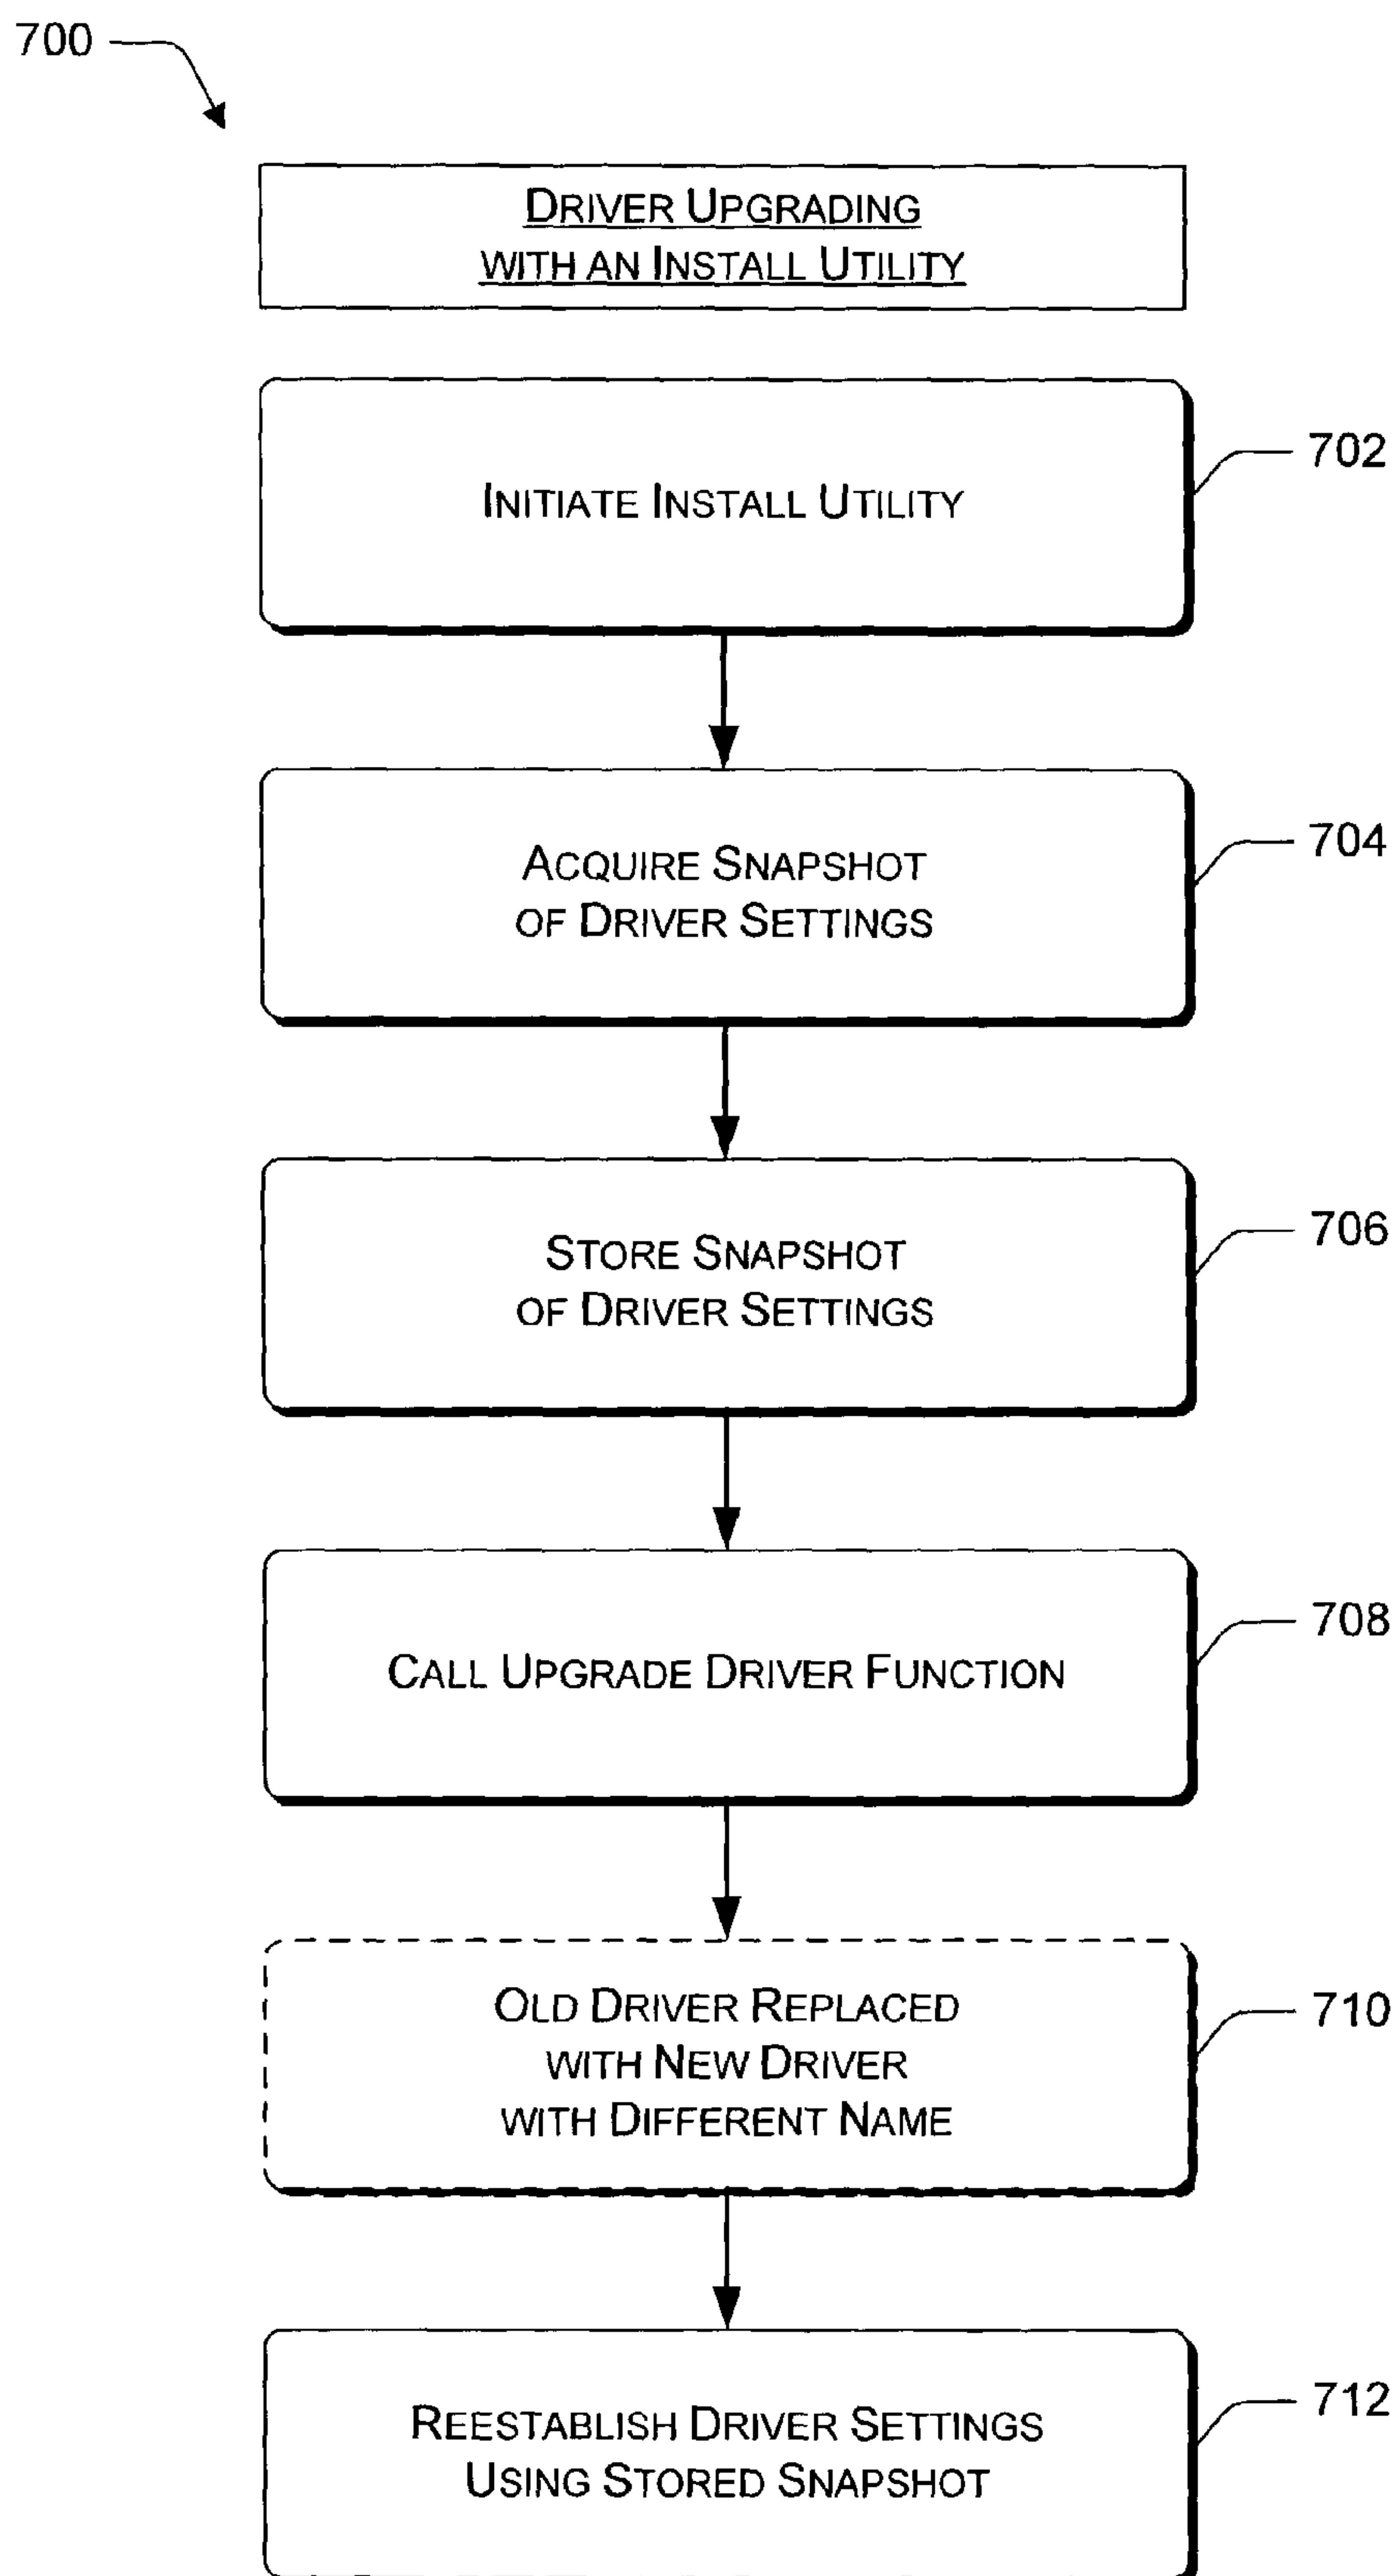 700
DRIVER UPGRADING
WITH AN INSTALL UTILITY
INITIATE INSTALL UTILITY
702
ACQUIRE SNAPSHOT
OF DRIVER SETTINGS
704
STORE SNAPSHOT
OF DRIVER SETTINGS
706
CALL UPGRADE DRIVER FUNCTION
708
OLD DRIVER REPLACED
WITH NEW DRIVER
WITH DIFFERENT NAME
710
REESTABLISH DRIVER SETTINGS
USING STORED SNAPSHOT
712